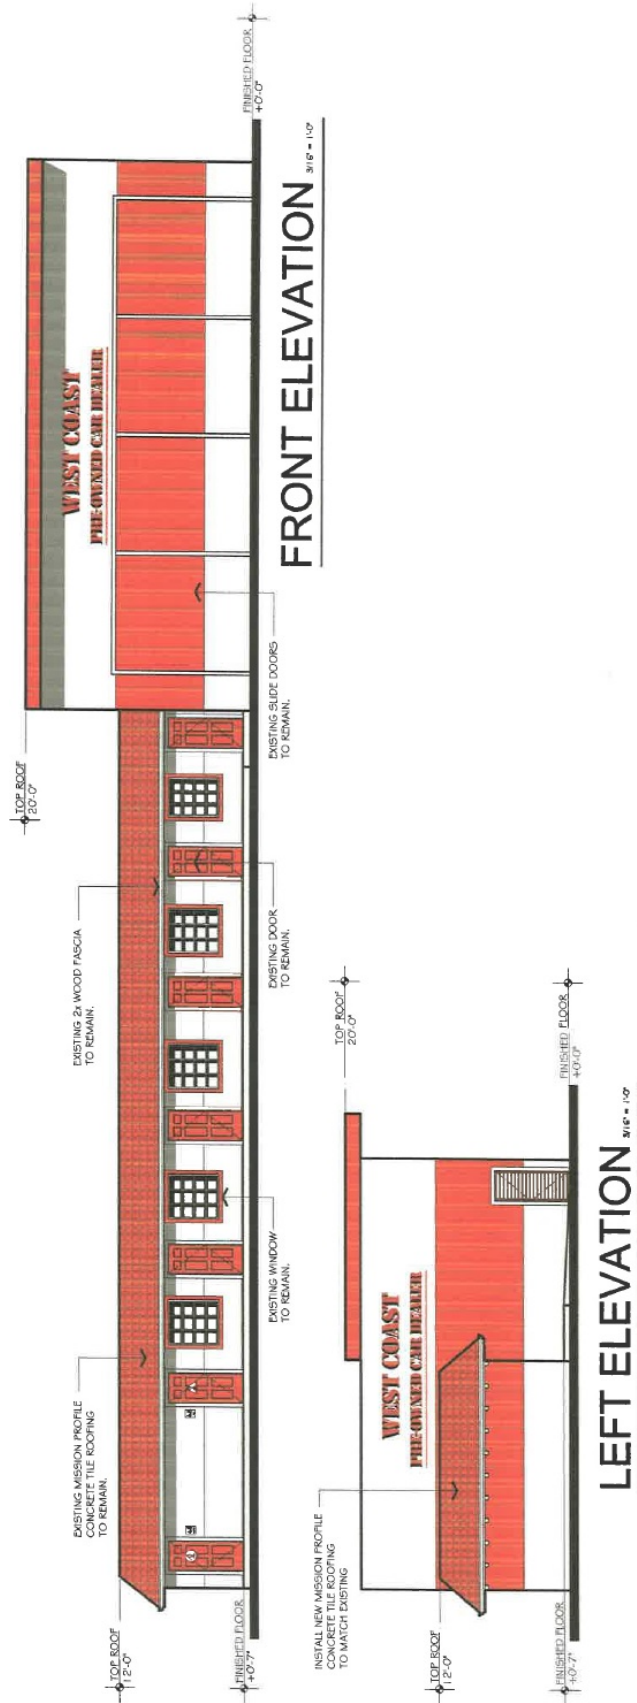 TOP ROOF
20'-0"
EXISTING 2x WOOD FASCIA
TO REMAIN.
EXISTING MISSION PROFILE
CONCRETE TILE ROOFING
TO REMAIN.
TOP ROOF
12'-0"
WEST COAST
PRE-OWNED CAR DEALER
FINISHED FLOOR
+0'-7"
FINISHED FLOOR
+0'-0"
EXISTING WINDOW
TO REMAIN.
EXISTING DOOR
TO REMAIN.
EXISTING SLIDE DOORS
TO REMAIN.
FRONT ELEVATION 3/16" = 1'-0"
INSTALL NEW MISSION PROFILE
CONCRETE TILE ROOFING
TO MATCH EXISTING
WEST COAST
PRE-OWNED CAR DEALER
TOP ROOF
20'-0"
TOP ROOF
12'-0"
FINISHED FLOOR
+0'-7"
FINISHED FLOOR
+0'-0"
LEFT ELEVATION 3/16" = 1'-0"